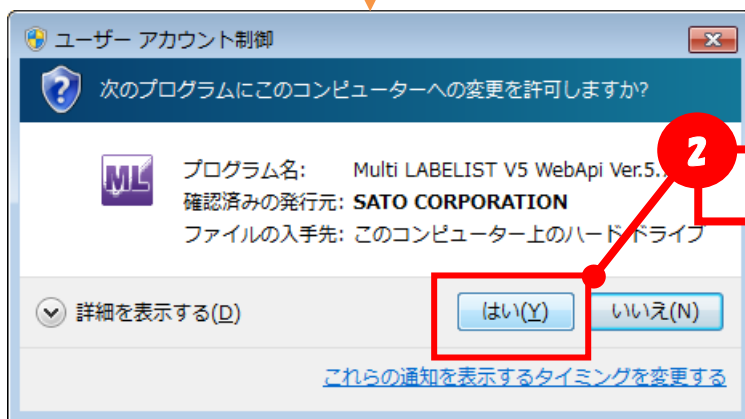 ユーザー アカウント制御
次のプログラムにこのコンピューターへの変更を許可しますか?
ML
プログラム名: Multi LABELIST V5 WebApi Ver.5.
2
確認済みの発行元: SATO CORPORATION
ファイルの入手先: このコンピューター上のハード ドライブ
詳細を表示する(D)
はい(Y)
いいえ(N)
これらの通知を表示するタイミングを変更する